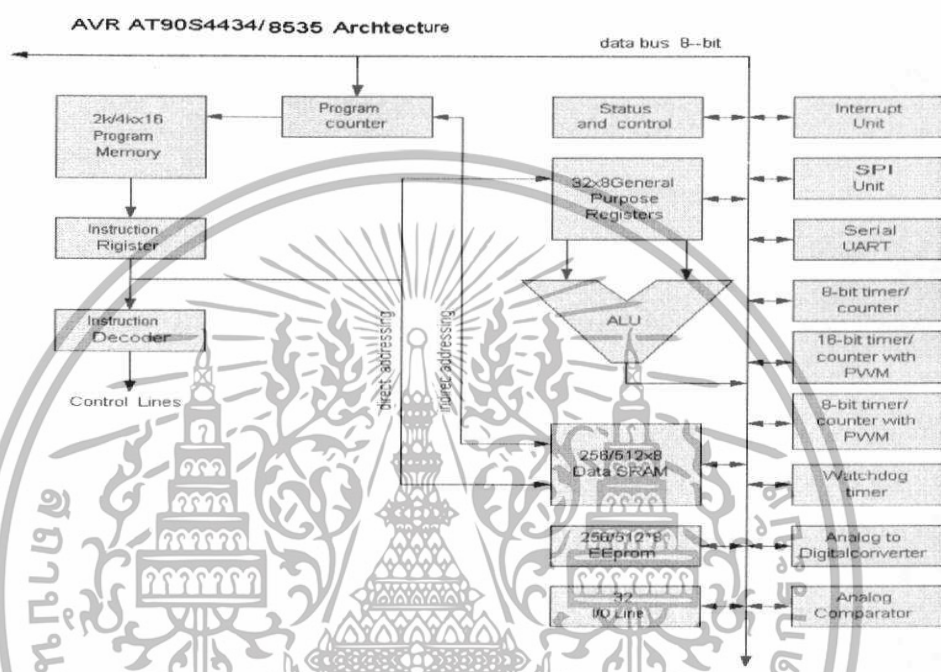 AVR AT90S4434/8535 Archtecture
data bus 8--bit
2k/4kx16
Program
Memory
Program
counter
Status
and control
Interrupt
Unit
32x8General
Purpose
Registers
SPI
Unit
Instruction
Rigister
Serial
UART
ALU
8-bit timer/
counter
Instruction
Decoder
16-bit timer/
counter with
PWM
Control Lines
direct addressing
8-bit timer/
counter with
PWM
256/512x8
Data SRAM
Watchdog
timer
256/512*8
EEprom
Analog to
Digitalconverter
32
I/O Line
Analog
Comparator